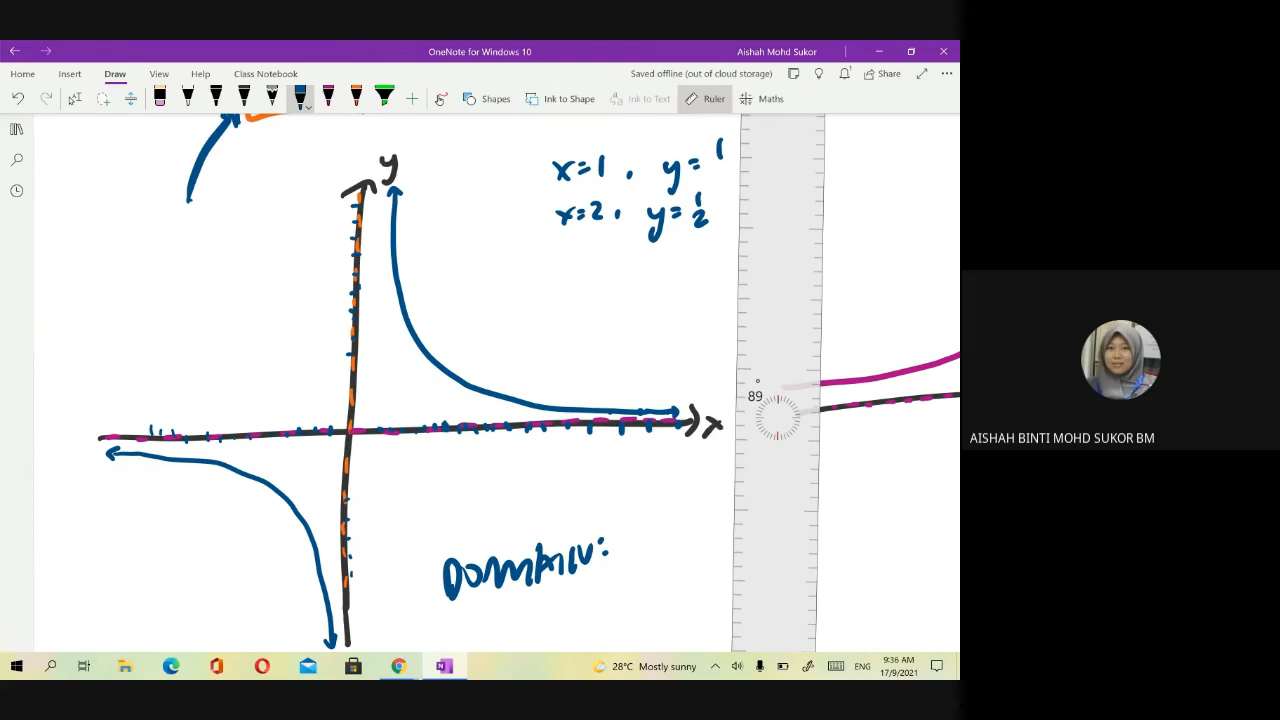 OneNote for Windows 10
Aishah Mohd Sukor
Home Insert Draw View Help Class Notebook
Saved offline (out of cloud storage)
Share
Shapes Ink to Shape Ink to Text Ruler Maths
y
x=1, y=1
x=2, y=1/2
89°
x
AISHAH BINTI MOHD SUKOR BM
DOMAIN:
28°C Mostly sunny
ENG
9:36 AM
17/9/2021